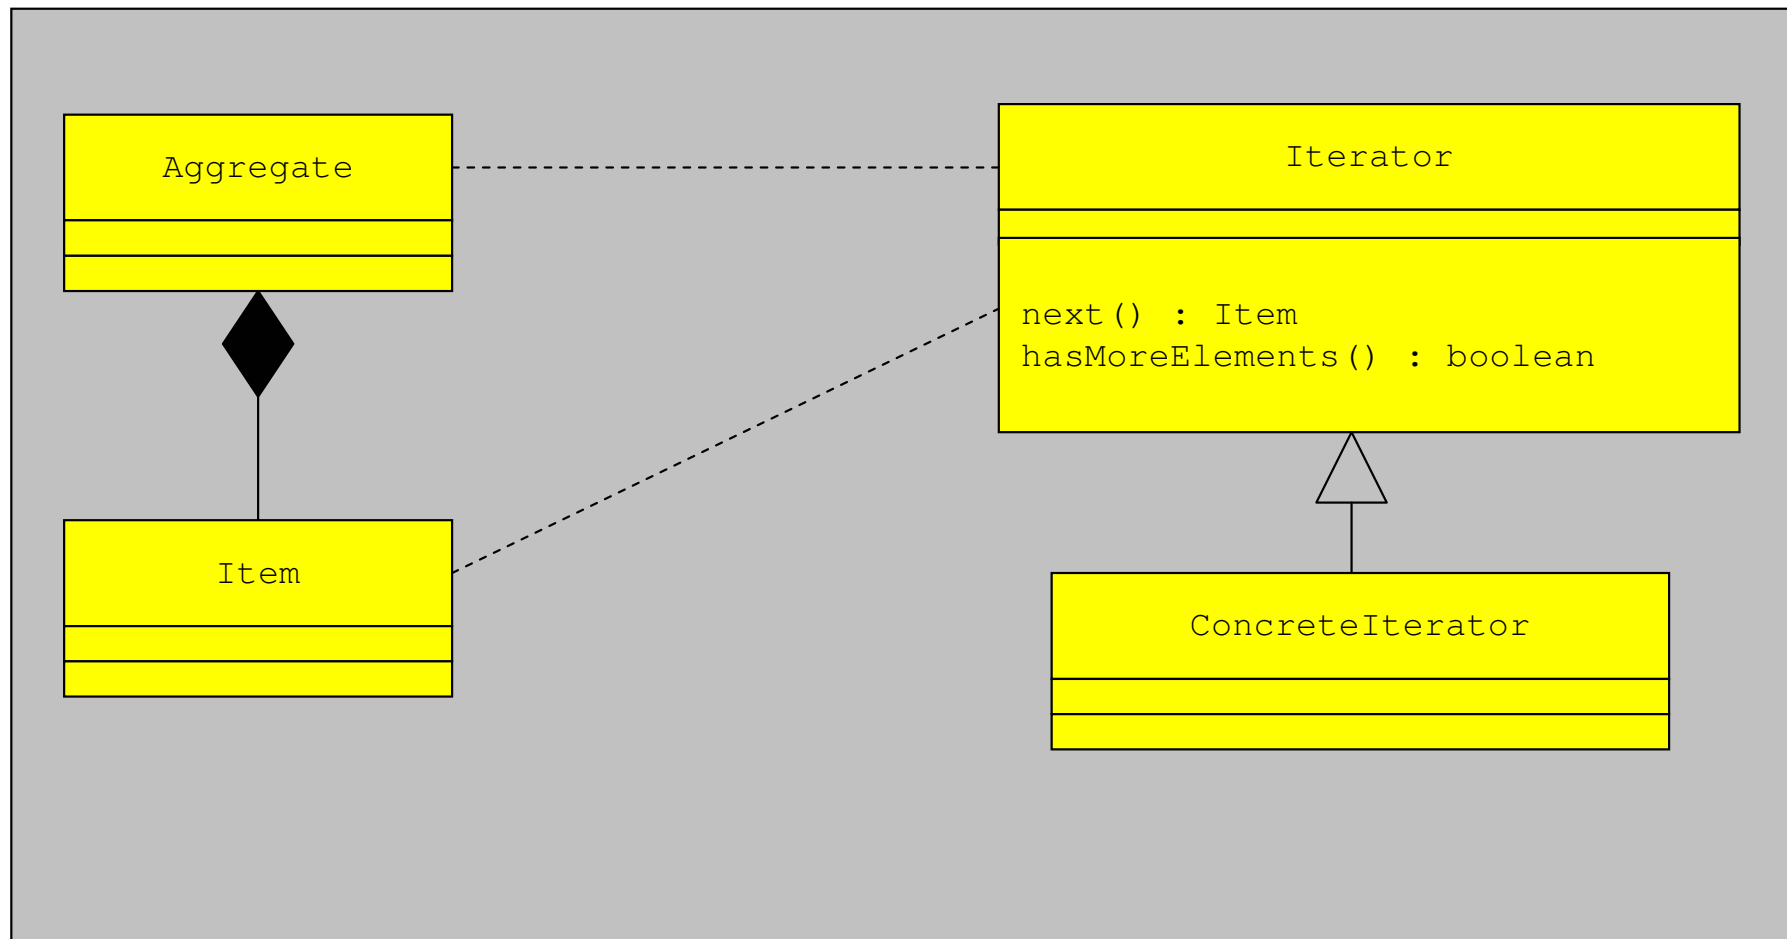 Aggregate
Iterator
next() : Item
hasMoreElements() : boolean
Item
ConcreteIterator